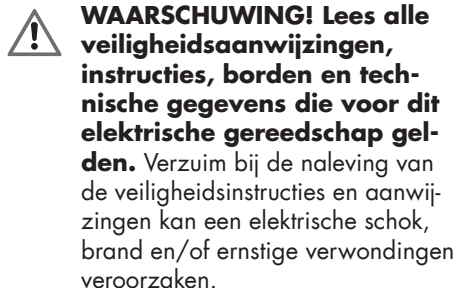 WAARSCHUWING! Lees alle
veiligheidsaanwijzingen,
instructies, borden en tech-
nische gegevens die voor dit
elektrische gereedschap gel-
den. Verzuim bij de naleving van
de veiligheidsinstructies en aanwij-
zingen kan een elektrische schok,
brand en/of ernstige verwondingen
veroorzaken.